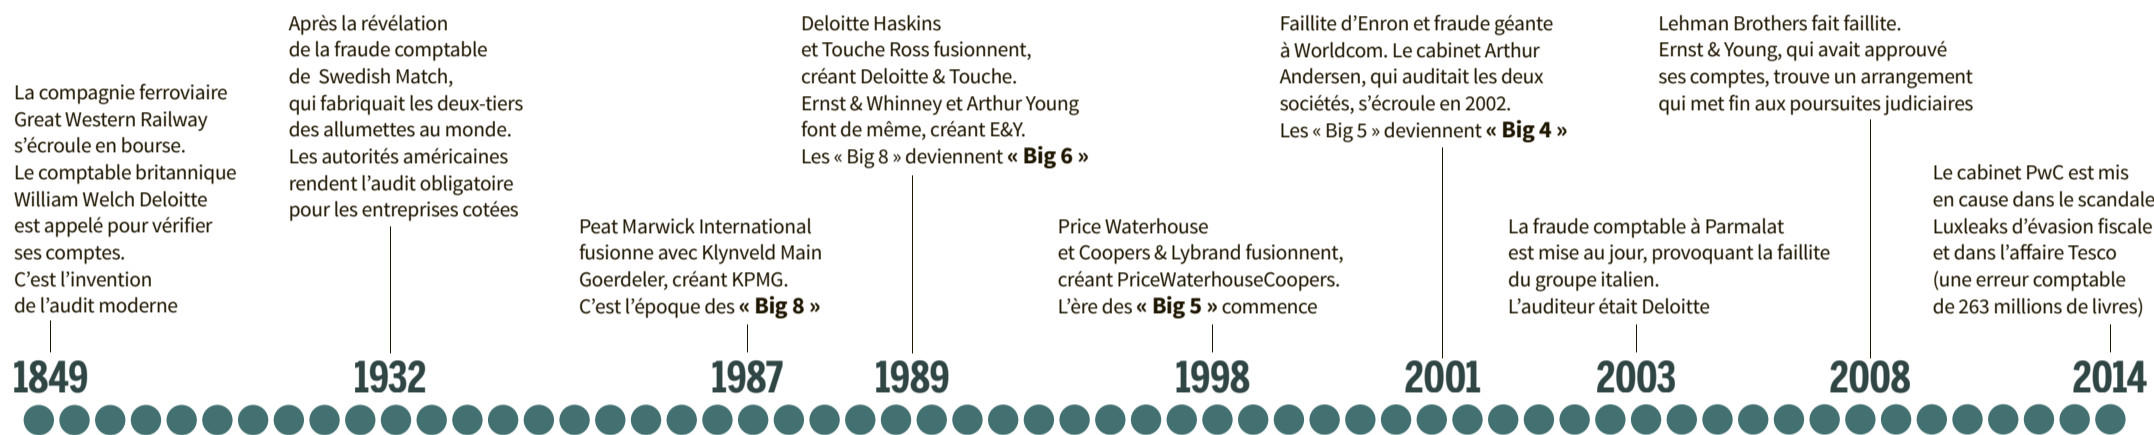 La compagnie ferroviaire
Great Western Railway
s'écroule en bourse.
Le comptable britannique
William Welch Deloitte
est appelé pour vérifier
ses comptes.
C'est l'invention
de l'audit moderne
1849
Après la révélation
de la fraude comptable
de Swedish Match,
qui fabriquait les deux-tiers
des allumettes au monde.
Les autorités américaines
rendent l'audit obligatoire
pour les entreprises cotées
1932
Peat Marwick International
fusionne avec Klynveld Main
Goerdeler, créant KPMG.
C'est l'époque des « Big 8 »
1987
Deloitte Haskins
et Touche Ross fusionnent,
créant Deloitte & Touche.
Ernst & Whinney et Arthur Young
font de même, créant E&Y.
Les « Big 8 » deviennent « Big 6 »
1989
Price Waterhouse
et Coopers & Lybrand fusionnent,
créant PriceWaterhouseCoopers.
L'ère des « Big 5 » commence
1998
Faillite d'Enron et fraude géante
à Worldcom. Le cabinet Arthur
Andersen, qui auditait les deux
sociétés, s'écroule en 2002.
Les « Big 5 » deviennent « Big 4 »
2001
La fraude comptable à Parmalat
est mise au jour, provoquant la faillite
du groupe italien.
L'auditeur était Deloitte
2003
Lehman Brothers fait faillite.
Ernst & Young, qui avait approuvé
ses comptes, trouve un arrangement
qui met fin aux poursuites judiciaires
2008
Le cabinet PwC est mis
en cause dans le scandale
Luxleaks d'évasion fiscale
et dans l'affaire Tesco
(une erreur comptable
de 263 millions de livres)
2014